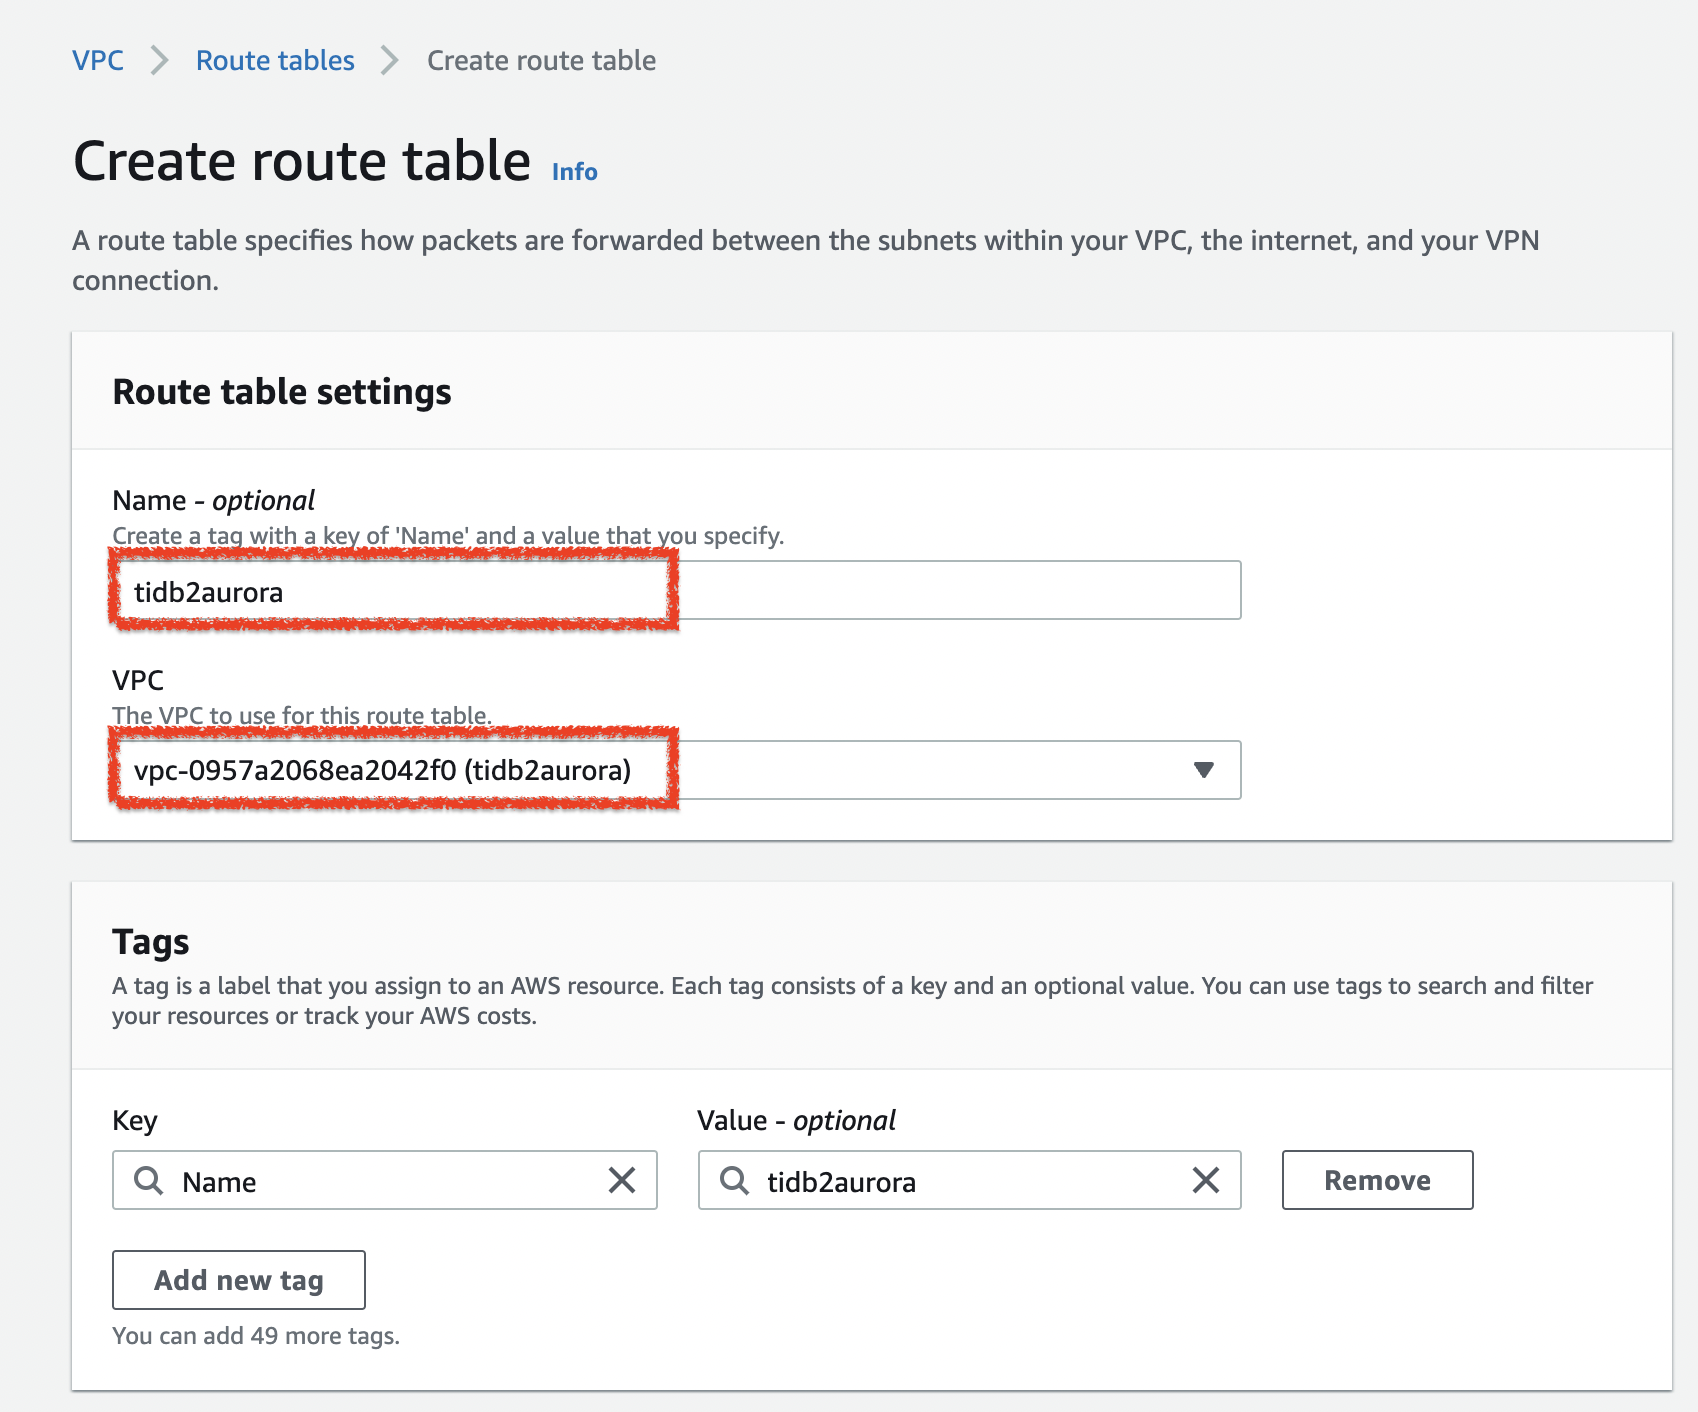 VPC > Route tables > Create route table
Create route table Info
A route table specifies how packets are forwarded between the subnets within your VPC, the internet, and your VPN
connection.
Route table settings
Name - optional
Create a tag with a key of 'Name' and a value that you specify.
tidb2aurora
VPC
The VPC to use for this route table.
vpc-0957a2068ea2042f0 (tidb2aurora)
Tags
A tag is a label that you assign to an AWS resource. Each tag consists of a key and an optional value. You can use tags to search and filter
your resources or track your AWS costs.
Key Value - optional
Name tidb2aurora Remove
Add new tag
You can add 49 more tags.